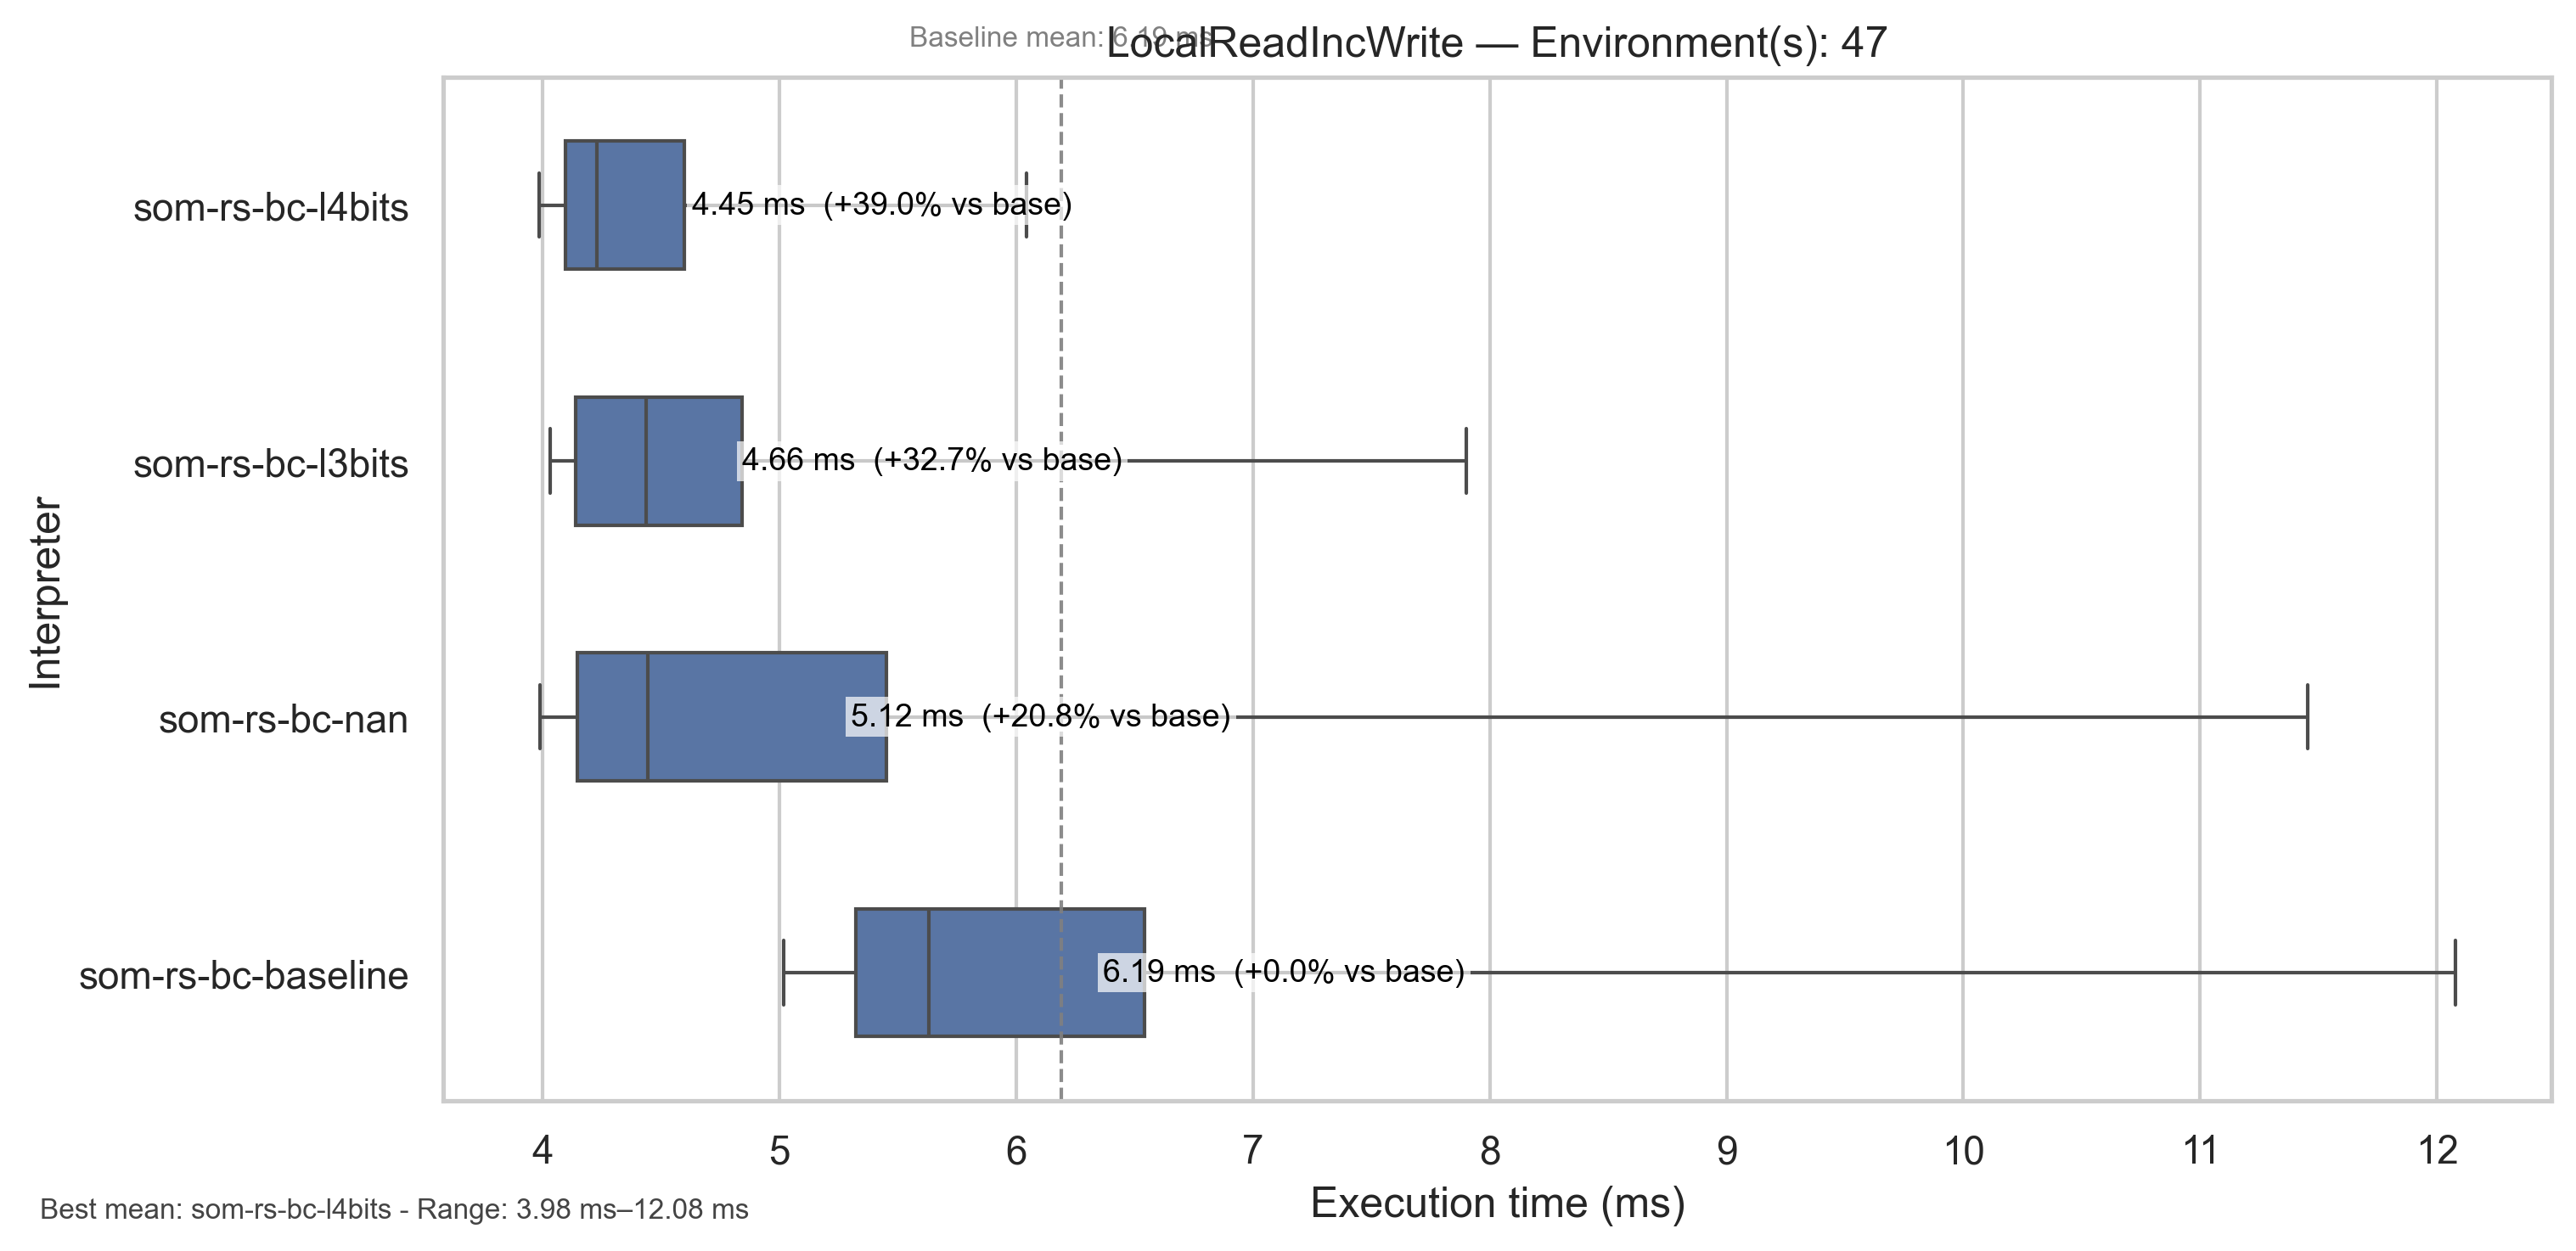 Baseline mean: 6.19 ms
LocalReadIncWrite — Environment(s): 47
som-rs-bc-l4bits
4.45 ms (+39.0% vs base)
som-rs-bc-l3bits
4.66 ms (+32.7% vs base)
Interpreter
som-rs-bc-nan
5.12 ms (+20.8% vs base)
som-rs-bc-baseline
6.19 ms (+0.0% vs base)
4 5 6 7 8 9 10 11 12
Execution time (ms)
Best mean: som-rs-bc-l4bits - Range: 3.98 ms–12.08 ms